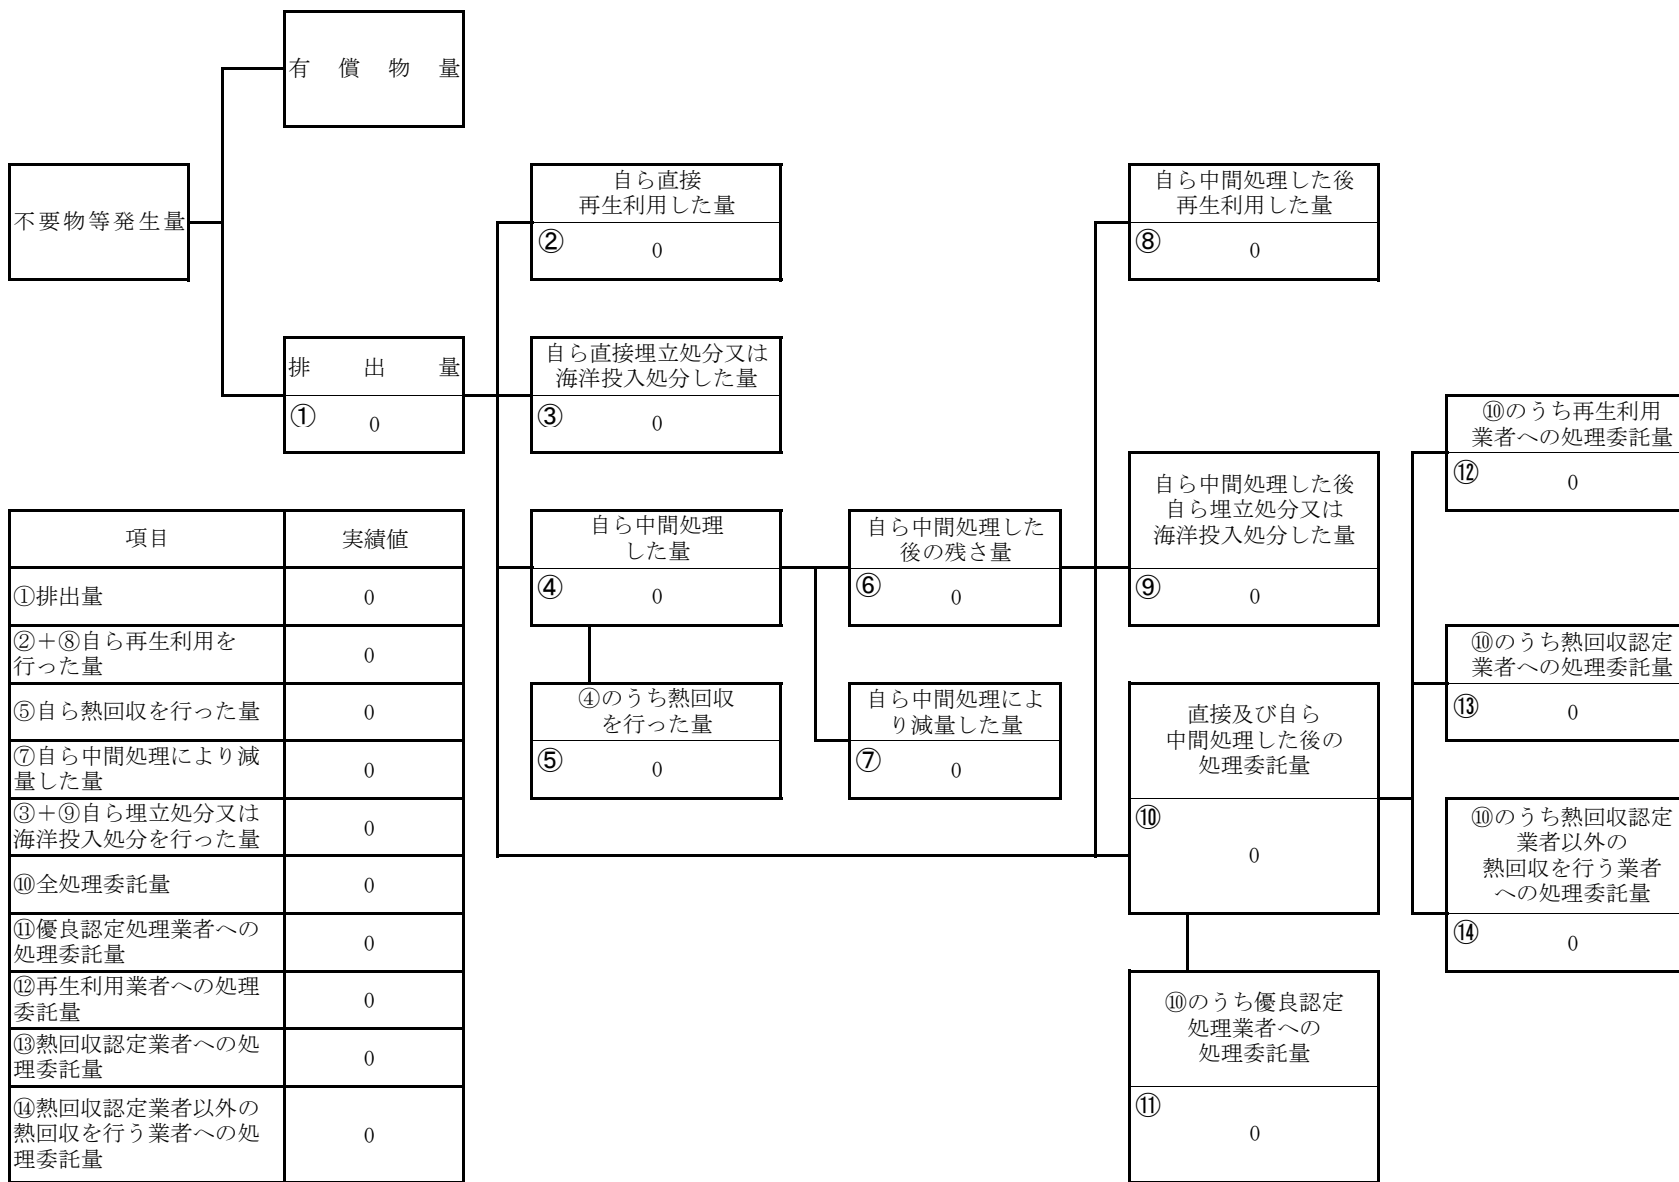 有償物量
不要物等発生量
排出量
① 0
自ら直接
再生利用した量
② 0
自ら直接埋立処分又は
海洋投入処分した量
③ 0
自ら中間処理
した量
④ 0
④のうち熱回収
を行った量
⑤ 0
自ら中間処理した
後の残さ量
⑥ 0
自ら中間処理によ
り減量した量
⑦ 0
自ら中間処理した後
再生利用した量
⑧ 0
自ら中間処理した後
自ら埋立処分又は
海洋投入処分した量
⑨ 0
直接及び自ら
中間処理した後の
処理委託量
⑩
0
⑩のうち優良認定
処理業者への
処理委託量
⑪
0
⑩のうち再生利用
業者への処理委託量
⑫ 0
⑩のうち熱回収認定
業者への処理委託量
⑬ 0
⑩のうち熱回収認定
業者以外の
熱回収を行う業者
への処理委託量
⑭ 0
項目 実績値
①排出量 0
②＋⑧自ら再生利用を
行った量 0
⑤自ら熱回収を行った量 0
⑦自ら中間処理により減
量した量 0
③＋⑨自ら埋立処分又は
海洋投入処分を行った量 0
⑩全処理委託量 0
⑪優良認定処理業者への
処理委託量 0
⑫再生利用業者への処理
委託量 0
⑬熱回収認定業者への処
理委託量 0
⑭熱回収認定業者以外の
熱回収を行う業者への処 0
理委託量